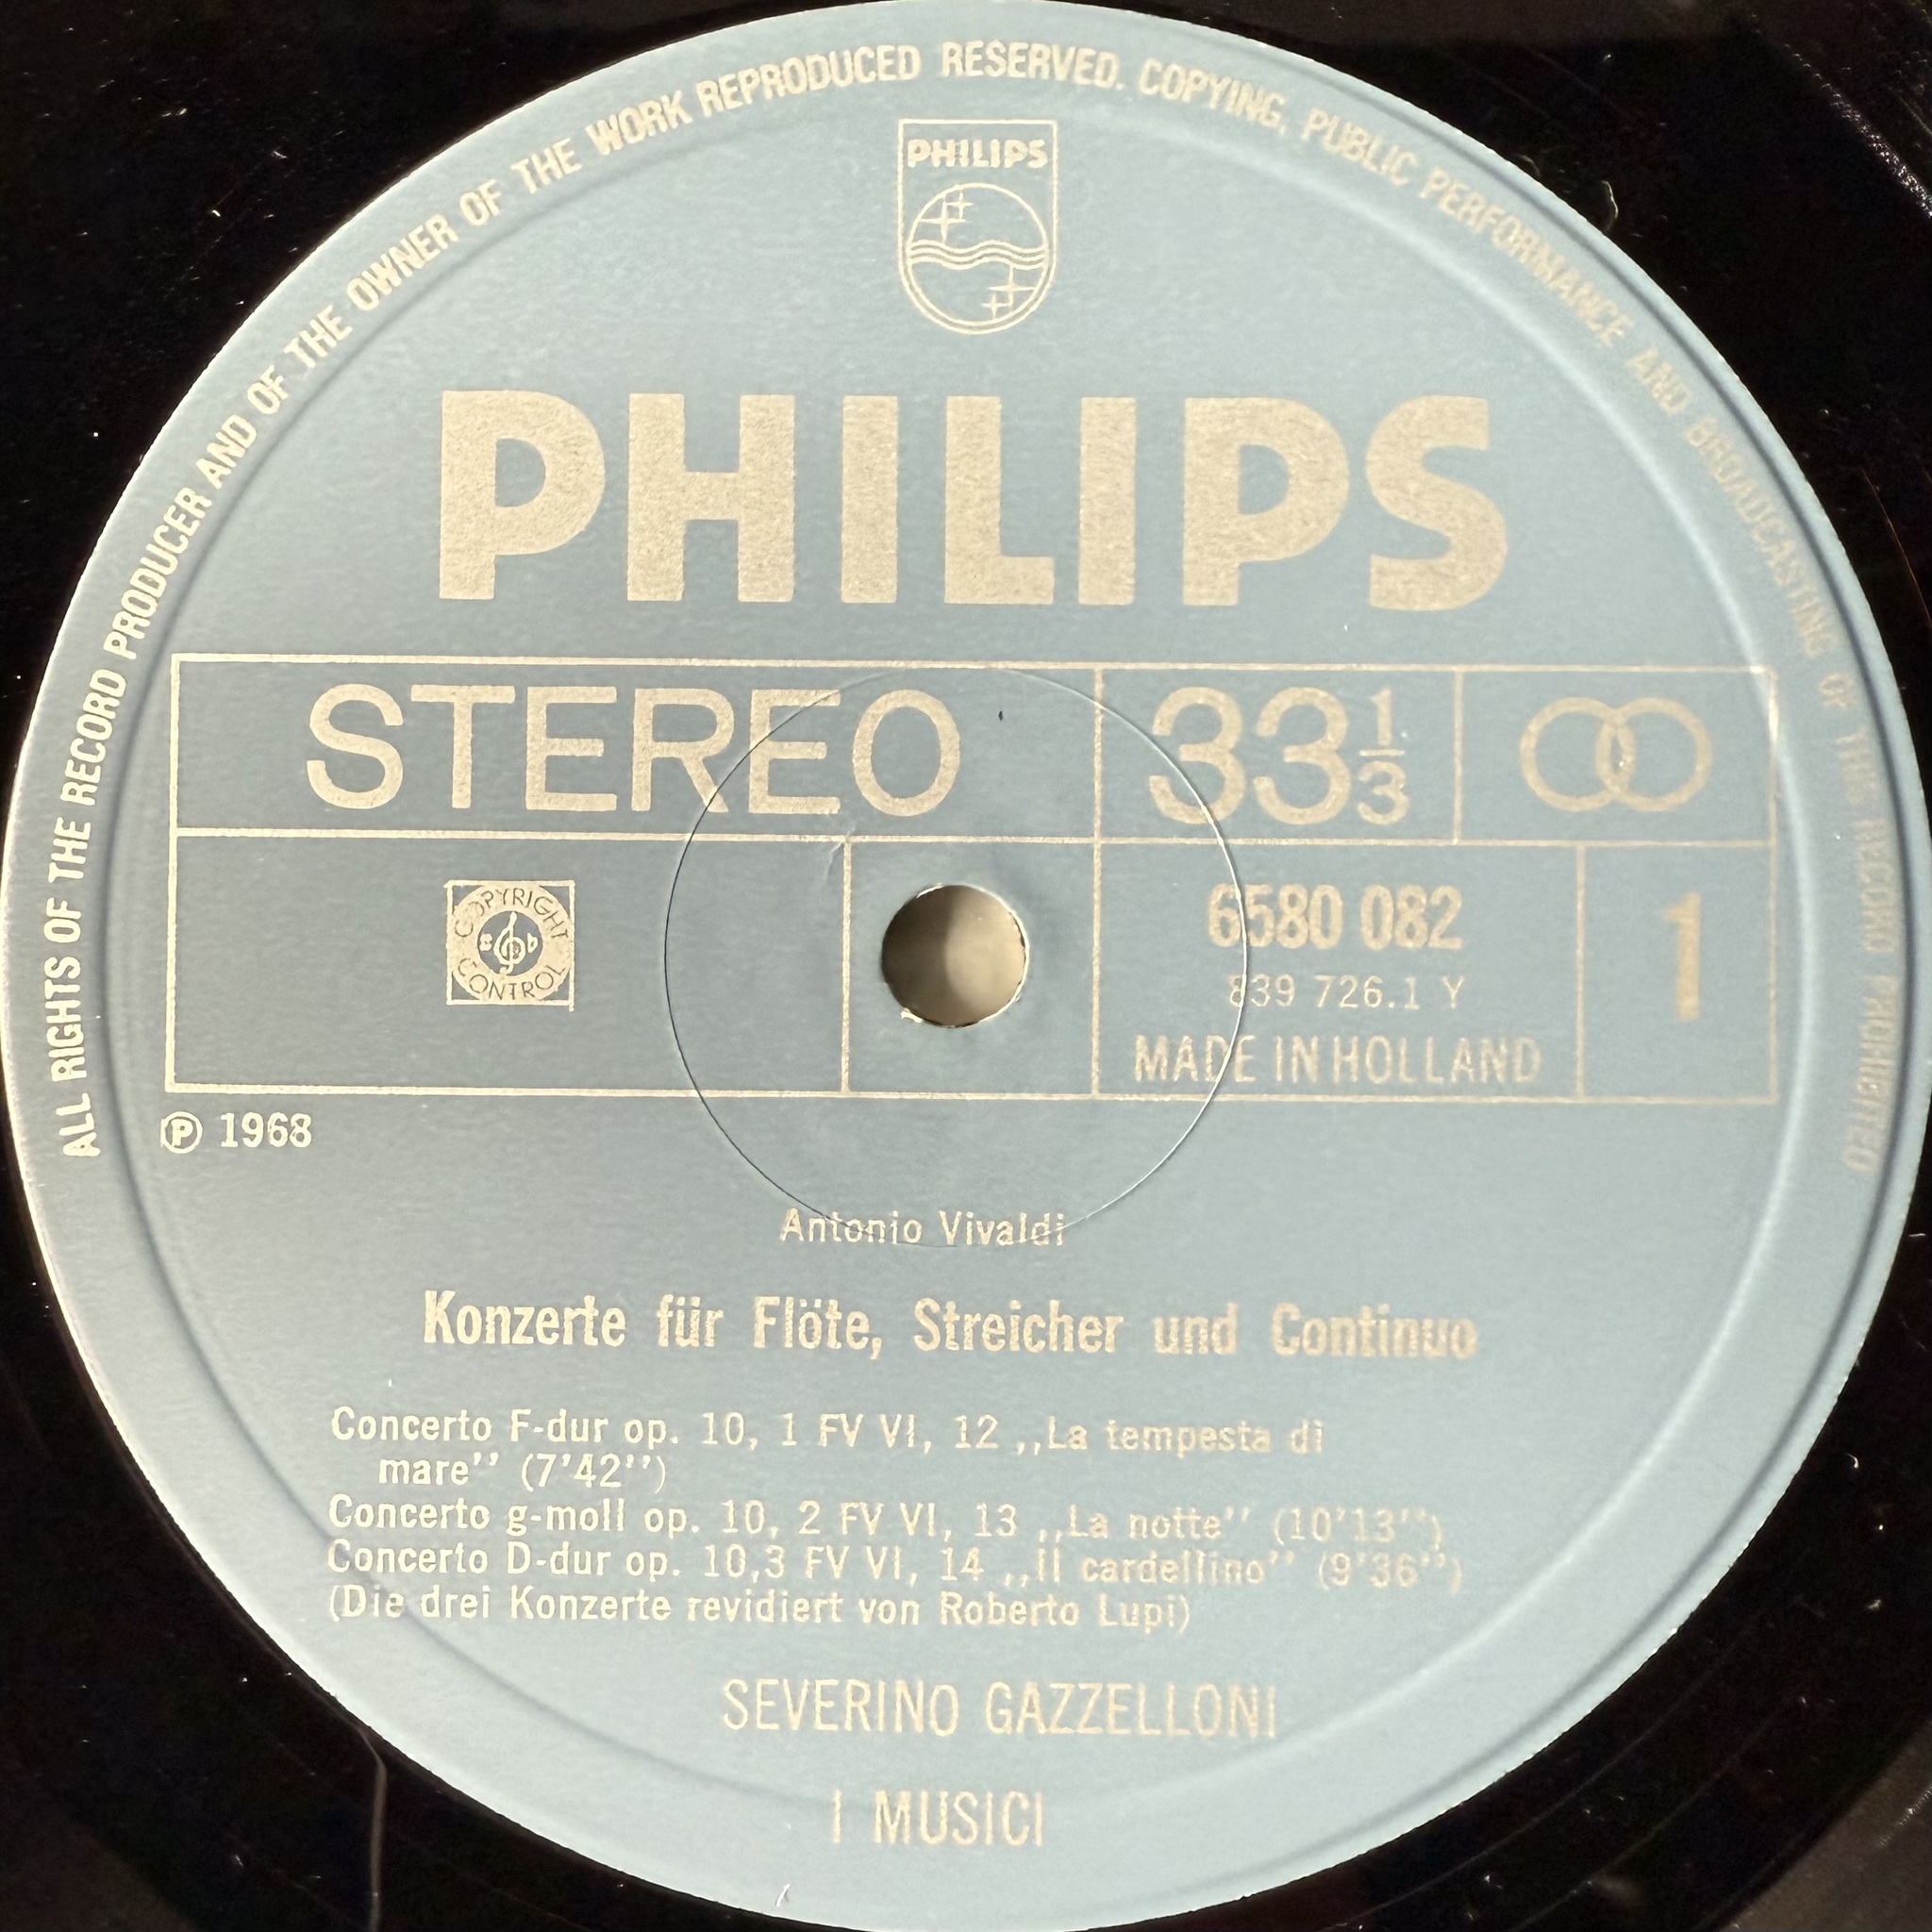 ALL RIGHTS OF THE RECORD PRODUCER AND OF THE OWNER OF THE WORK REPRODUCED RESERVED. COPYING, PUBLIC PERFORMANCE AND BROADCASTING OF THIS RECORD PROHIBITED
PHILIPS
PHILIPS
STEREO
33 1/3
COPYRIGHT CONTROL
6580 082
839 726.1 Y
MADE IN HOLLAND
1
℗ 1968
Antonio Vivaldi
Konzerte für Flöte, Streicher und Continuo
Concerto F-dur op. 10, 1 FV VI, 12 ,,La tempesta di
mare'' (7'42'')
Concerto g-moll op. 10, 2 FV VI, 13 ,,La notte'' (10'13'')
Concerto D-dur op. 10,3 FV VI, 14 ,,Il cardellino'' (9'36'')
(Die drei Konzerte revidiert von Roberto Lupi)
SEVERINO GAZZELLONI
I MUSICI